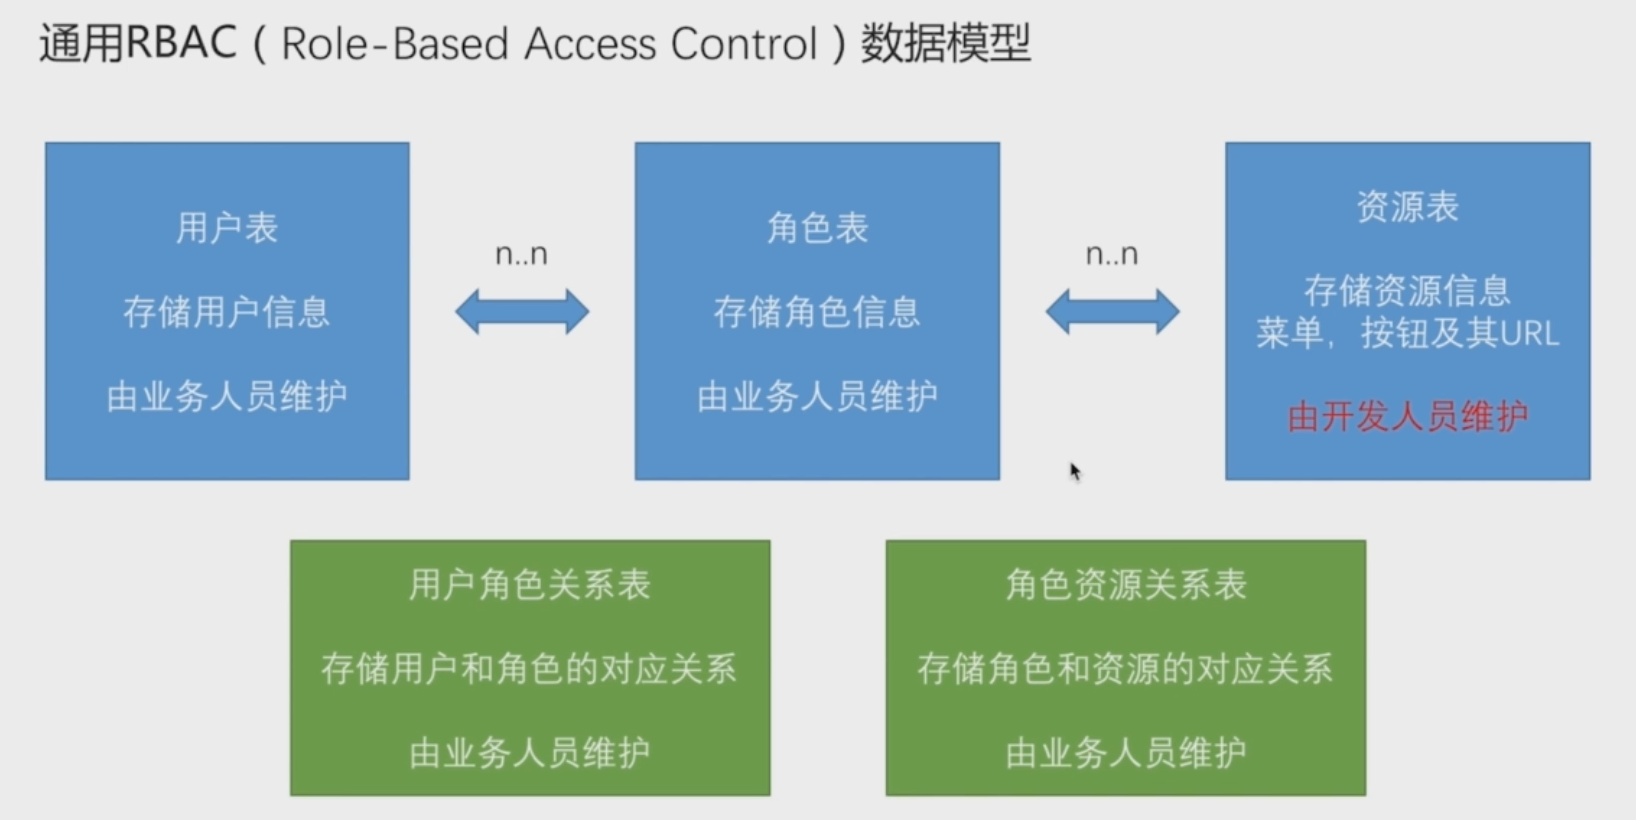 通用RBAC（Role-Based Access Control）数据模型
用户表
存储用户信息
由业务人员维护
n..n
角色表
存储角色信息
由业务人员维护
n..n
资源表
存储资源信息
菜单，按钮及其URL
由开发人员维护
用户角色关系表
存储用户和角色的对应关系
由业务人员维护
角色资源关系表
存储角色和资源的对应关系
由业务人员维护